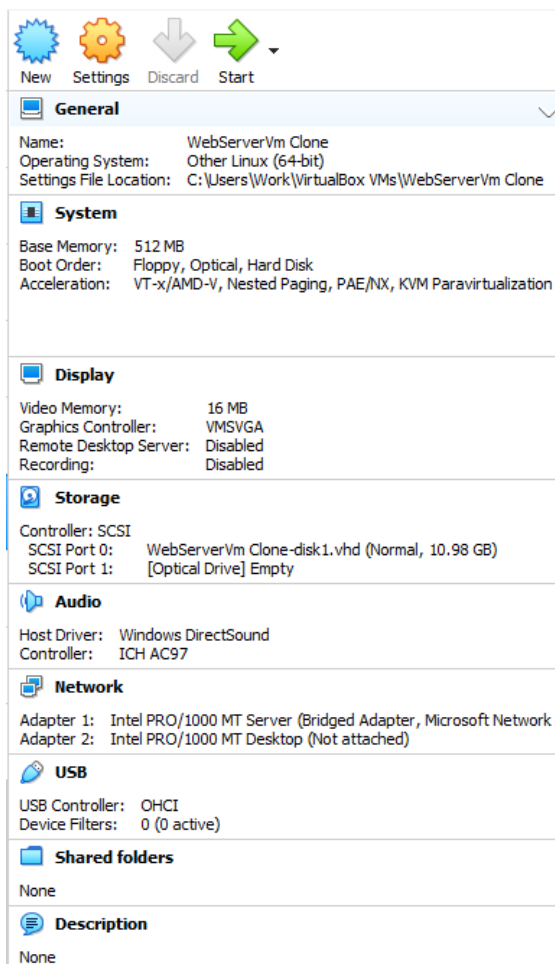 New Settings Discard Start
General
Name: WebServerVm Clone
Operating System: Other Linux (64-bit)
Settings File Location: C:\Users\Work\VirtualBox VMs\WebServerVm Clone
System
Base Memory: 512 MB
Boot Order: Floppy, Optical, Hard Disk
Acceleration: VT-x/AMD-V, Nested Paging, PAE/NX, KVM Paravirtualization
Display
Video Memory: 16 MB
Graphics Controller: VMSVGA
Remote Desktop Server: Disabled
Recording: Disabled
Storage
Controller: SCSI
SCSI Port 0: WebServerVm Clone-disk1.vhd (Normal, 10.98 GB)
SCSI Port 1: [Optical Drive] Empty
Audio
Host Driver: Windows DirectSound
Controller: ICH AC97
Network
Adapter 1: Intel PRO/1000 MT Server (Bridged Adapter, Microsoft Network
Adapter 2: Intel PRO/1000 MT Desktop (Not attached)
USB
USB Controller: OHCI
Device Filters: 0 (0 active)
Shared folders
None
Description
None